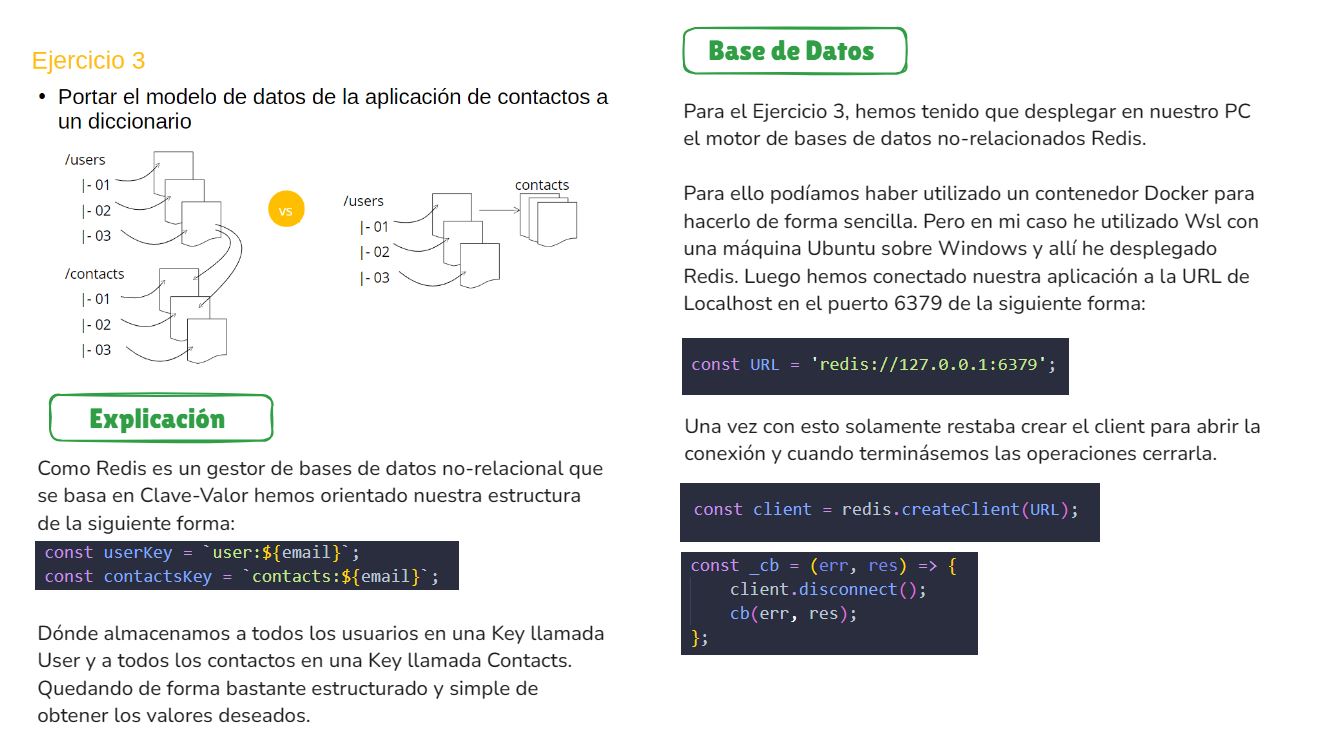 Ejercicio 3
• Portar el modelo de datos de la aplicación de contactos a
un diccionario
/users
|- 01
|- 02
|- 03
/contacts
|- 01
|- 02
|- 03
vs
/users
|- 01
|- 02
|- 03
contacts
Explicación
Como Redis es un gestor de bases de datos no-relacional que
se basa en Clave-Valor hemos orientado nuestra estructura
de la siguiente forma:
const userKey = `user:${email}`;
const contactsKey = `contacts:${email}`;
Dónde almacenamos a todos los usuarios en una Key llamada
User y a todos los contactos en una Key llamada Contacts.
Quedando de forma bastante estructurado y simple de
obtener los valores deseados.
Base de Datos
Para el Ejercicio 3, hemos tenido que desplegar en nuestro PC
el motor de bases de datos no-relacionados Redis.
Para ello podíamos haber utilizado un contenedor Docker para
hacerlo de forma sencilla. Pero en mi caso he utilizado Wsl con
una máquina Ubuntu sobre Windows y allí he desplegado
Redis. Luego hemos conectado nuestra aplicación a la URL de
Localhost en el puerto 6379 de la siguiente forma:
const URL = 'redis://127.0.0.1:6379';
Una vez con esto solamente restaba crear el client para abrir la
conexión y cuando terminásemos las operaciones cerrarla.
const client = redis.createClient(URL);
const _cb = (err, res) => {
client.disconnect();
cb(err, res);
};